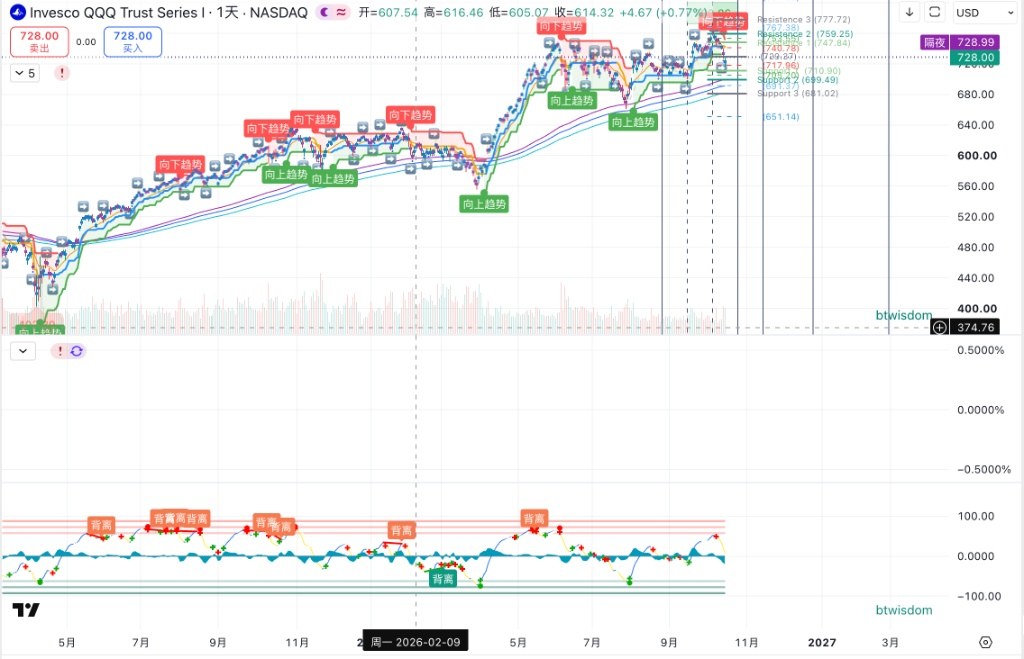 Invesco QQQ Trust Series I · 1天 · NASDAQ
开=607.54 高=616.46 低=605.07 收=614.32 +4.67 (+0.77%)
USD
728.00
卖出
0.00
728.00
买入
5
向下趋势
向下趋势
向下趋势
向下趋势
向下趋势
向下趋势
向上趋势
向上趋势
向上趋势
向上趋势
向上趋势
向上趋势
Resistance 3 (777.72)
(767.38)
Resistance 2 (759.25)
(747.84)
(740.78)
(729.37)
(717.96)
(710.90)
Support 2 (699.49)
(691.37)
Support 3 (681.02)
(651.14)
隔夜 728.99
728.00
680.00
640.00
600.00
560.00
520.00
480.00
440.00
400.00
374.76
btwisdom
0.5000%
0.0000%
−0.5000%
背离
背离
背离
背离
背离
背离
背离
背离
背离
100.00
0.0000
−100.00
btwisdom
5月
7月
9月
11月
周一 2026-02-09
5月
7月
9月
11月
2027
3月